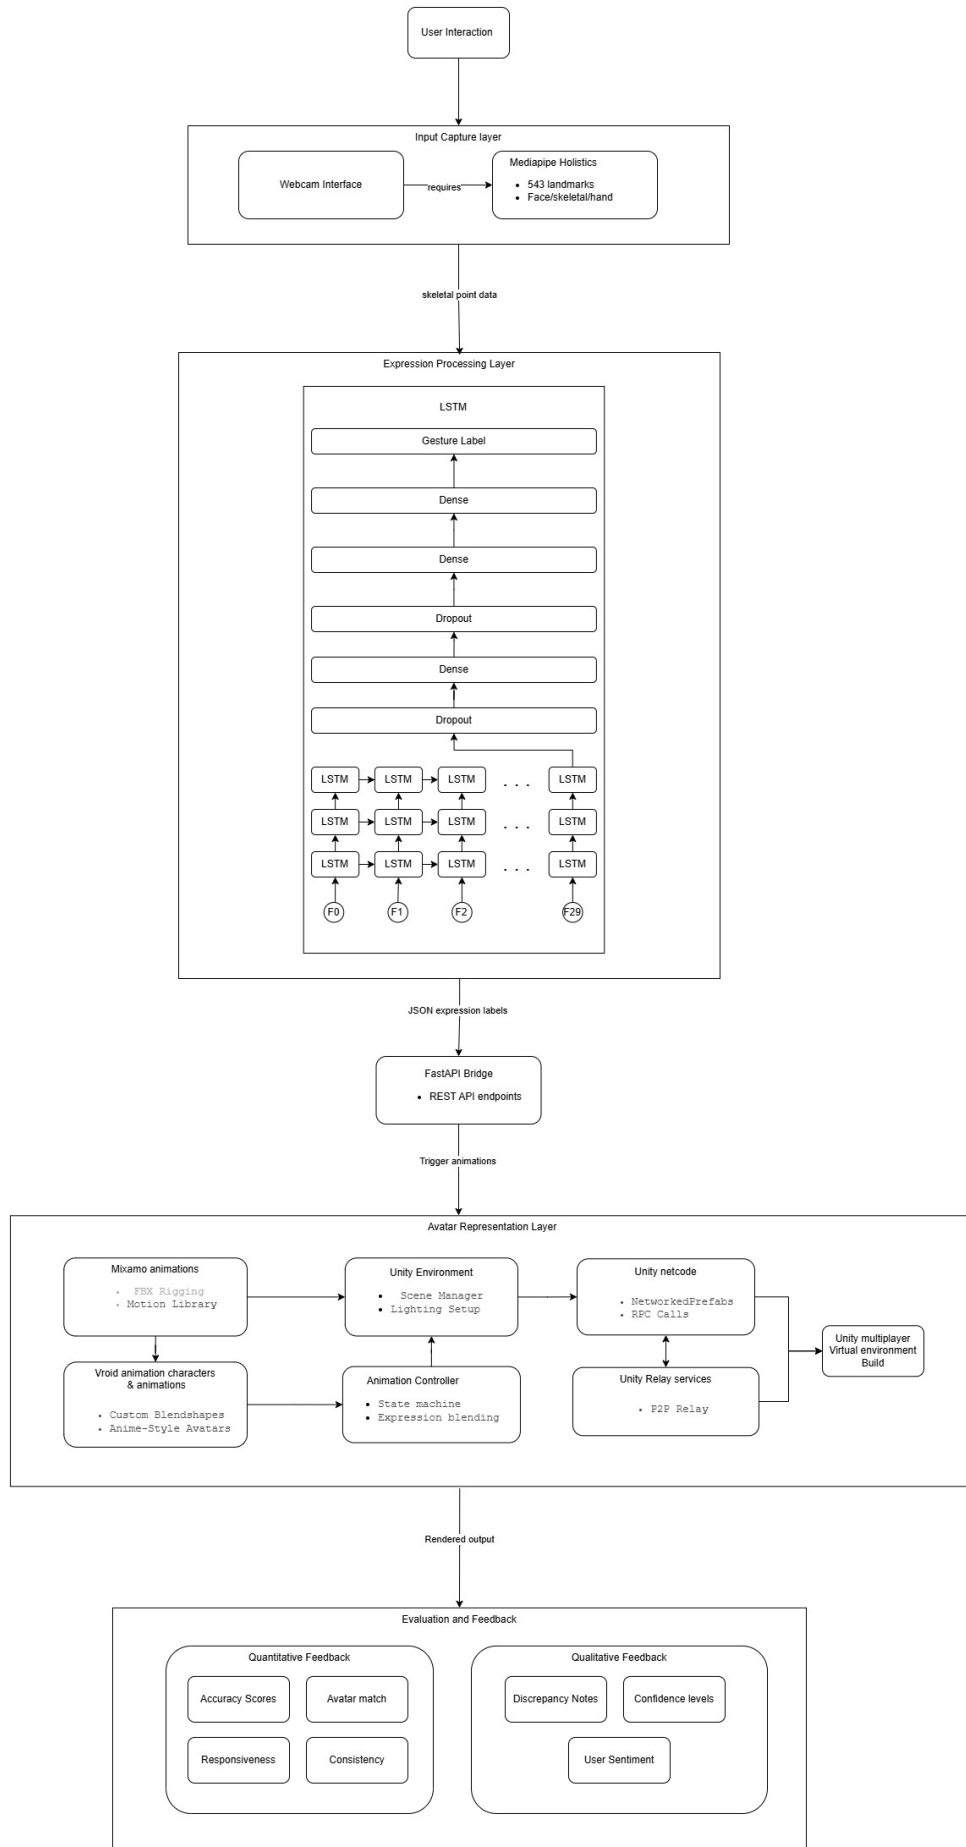 User Interaction
Input Capture layer
Webcam Interface
requires
Mediapipe Holistics
• 543 landmarks
• Face/skeletal/hand
skeletal point data
Expression Processing Layer
LSTM
Gesture Label
Dense
Dense
Dropout
Dense
Dropout
LSTM LSTM LSTM . . . LSTM
LSTM LSTM LSTM . . . LSTM
LSTM LSTM LSTM . . . LSTM
F0 F1 F2 F29
JSON expression labels
FastAPI Bridge
• REST API endpoints
Trigger animations
Avatar Representation Layer
Mixamo animations
• FBX Rigging
• Motion Library
Unity Environment
• Scene Manager
• Lighting Setup
Unity netcode
• NetworkedPrefabs
• RPC Calls
Unity multiplayer
Virtual environment
Build
Vroid animation characters
& animations
• Custom Blendshapes
• Anime-Style Avatars
Animation Controller
• State machine
• Expression blending
Unity Relay services
• P2P Relay
Rendered output
Evaluation and Feedback
Quantitative Feedback
Accuracy Scores
Avatar match
Responsiveness
Consistency
Qualitative Feedback
Discrepancy Notes
Confidence levels
User Sentiment